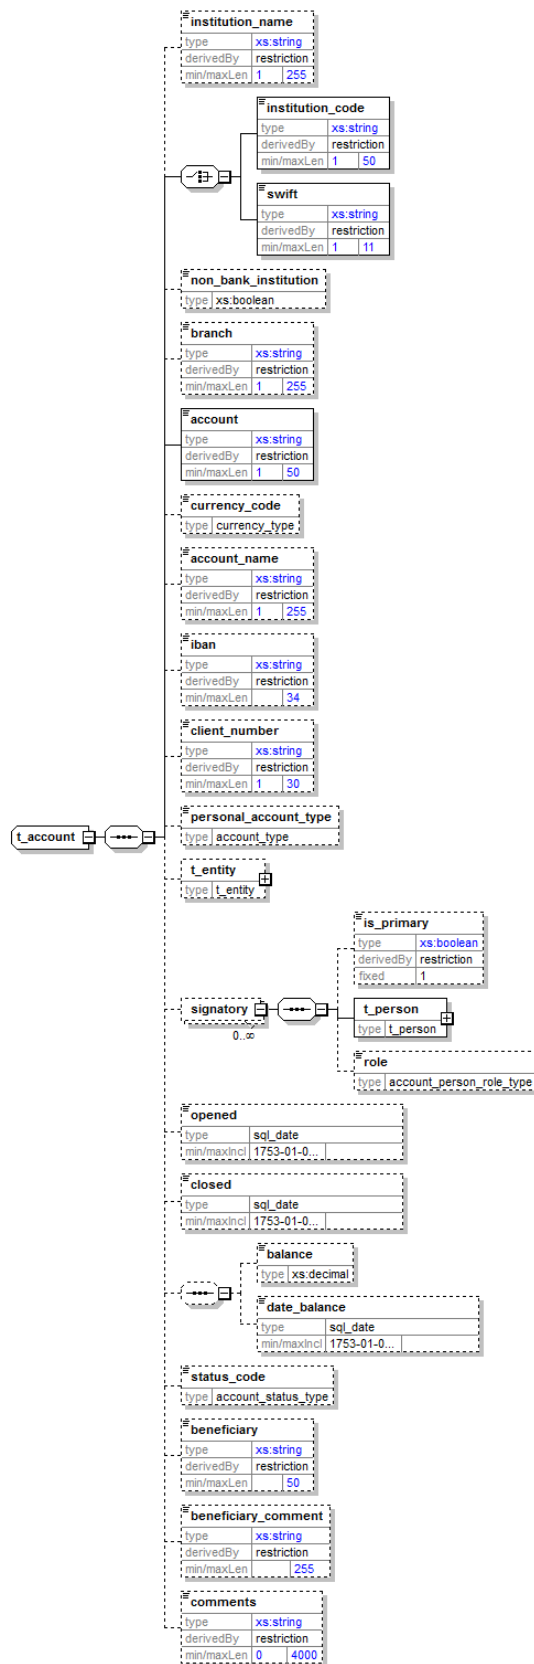 institution_name
type xs:string
derivedBy restriction
min/maxLen 1 255
institution_code
type xs:string
derivedBy restriction
min/maxLen 1 50
swift
type xs:string
derivedBy restriction
min/maxLen 1 11
non_bank_institution
type xs:boolean
branch
type xs:string
derivedBy restriction
min/maxLen 1 255
account
type xs:string
derivedBy restriction
min/maxLen 1 50
currency_code
type currency_type
account_name
type xs:string
derivedBy restriction
min/maxLen 1 255
iban
type xs:string
derivedBy restriction
min/maxLen 34
client_number
type xs:string
derivedBy restriction
min/maxLen 1 30
personal_account_type
type account_type
t_account
t_entity
type t_entity
is_primary
type xs:boolean
derivedBy restriction
fixed 1
signatory
0..∞
t_person
type t_person
role
type account_person_role_type
opened
type sql_date
min/maxIncl 1753-01-0...
closed
type sql_date
min/maxIncl 1753-01-0...
balance
type xs:decimal
date_balance
type sql_date
min/maxIncl 1753-01-0...
status_code
type account_status_type
beneficiary
type xs:string
derivedBy restriction
min/maxLen 50
beneficiary_comment
type xs:string
derivedBy restriction
min/maxLen 255
comments
type xs:string
derivedBy restriction
min/maxLen 0 4000